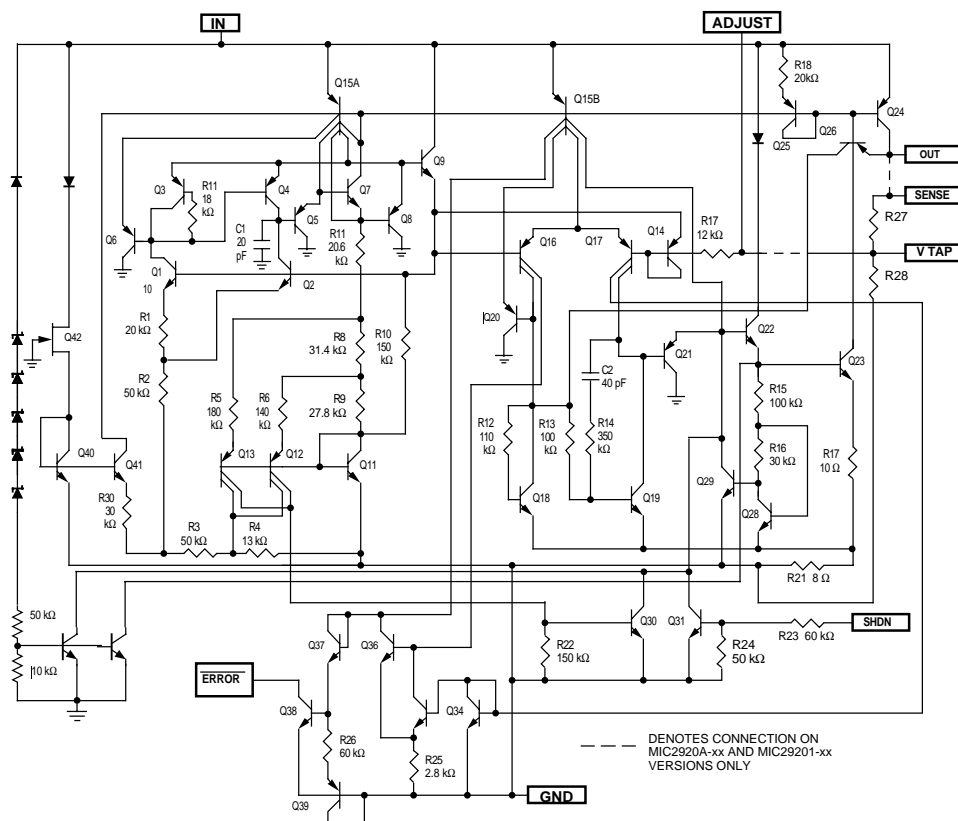 IN
ADJUST
R18
20kΩ
Q15A
Q15B
Q24
Q25
Q26
OUT
Q9
Q3
R11
18
kΩ
Q4
Q7
SENSE
Q5
Q8
C1
20
pF
R11
20.6
kΩ
Q6
Q16
Q17
Q14
R17
12 kΩ
R27
V TAP
R28
Q1
10
Q2
R1
20 kΩ
R8
31.4 kΩ
R10
150
kΩ
Q20
Q42
Q21
Q22
Q23
R2
50 kΩ
C2
40 pF
R5
180
kΩ
R6
140
kΩ
R9
27.8 kΩ
R15
100 kΩ
R12
110
kΩ
R13
100
kΩ
R14
350
kΩ
R16
30 kΩ
R17
10 Ω
Q40
Q41
Q13
Q12
Q11
Q29
R30
30
kΩ
Q18
Q19
Q28
R3
50 kΩ
R4
13 kΩ
R21 8 Ω
50 kΩ
10 kΩ
Q37
Q36
R22
150 kΩ
Q30
Q31
R24
50 kΩ
R23 60 kΩ
SHDN
ERROR
Q38
Q34
R26
60 kΩ
R25
2.8 kΩ
DENOTES CONNECTION ON
MIC2920A-xx AND MIC29201-xx
VERSIONS ONLY
Q39
GND